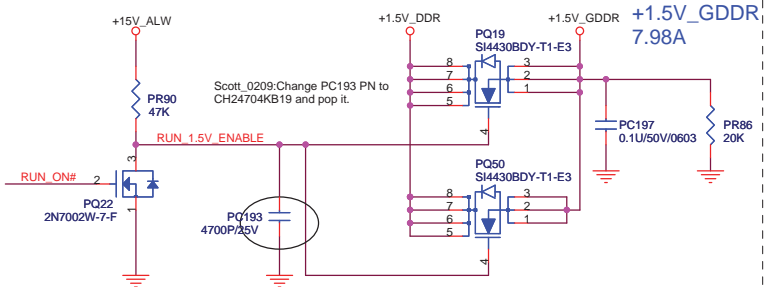 +15V_ALW
+1.5V_DDR
+1.5V_GDDR
+1.5V_GDDR
7.98A
PQ19
SI4430BDY-T1-E3
8
7
6
5
3
2
1
4
PR90
47K
Scott_0209:Change PC193 PN to
CH24704KB19 and pop it.
PC197
0.1U/50V/0603
PR86
20K
RUN_1.5V_ENABLE
RUN_ON#
2
3
1
PQ22
2N7002W-7-F
PC193
4700P/25V
PQ50
SI4430BDY-T1-E3
8
7
6
5
3
2
1
4